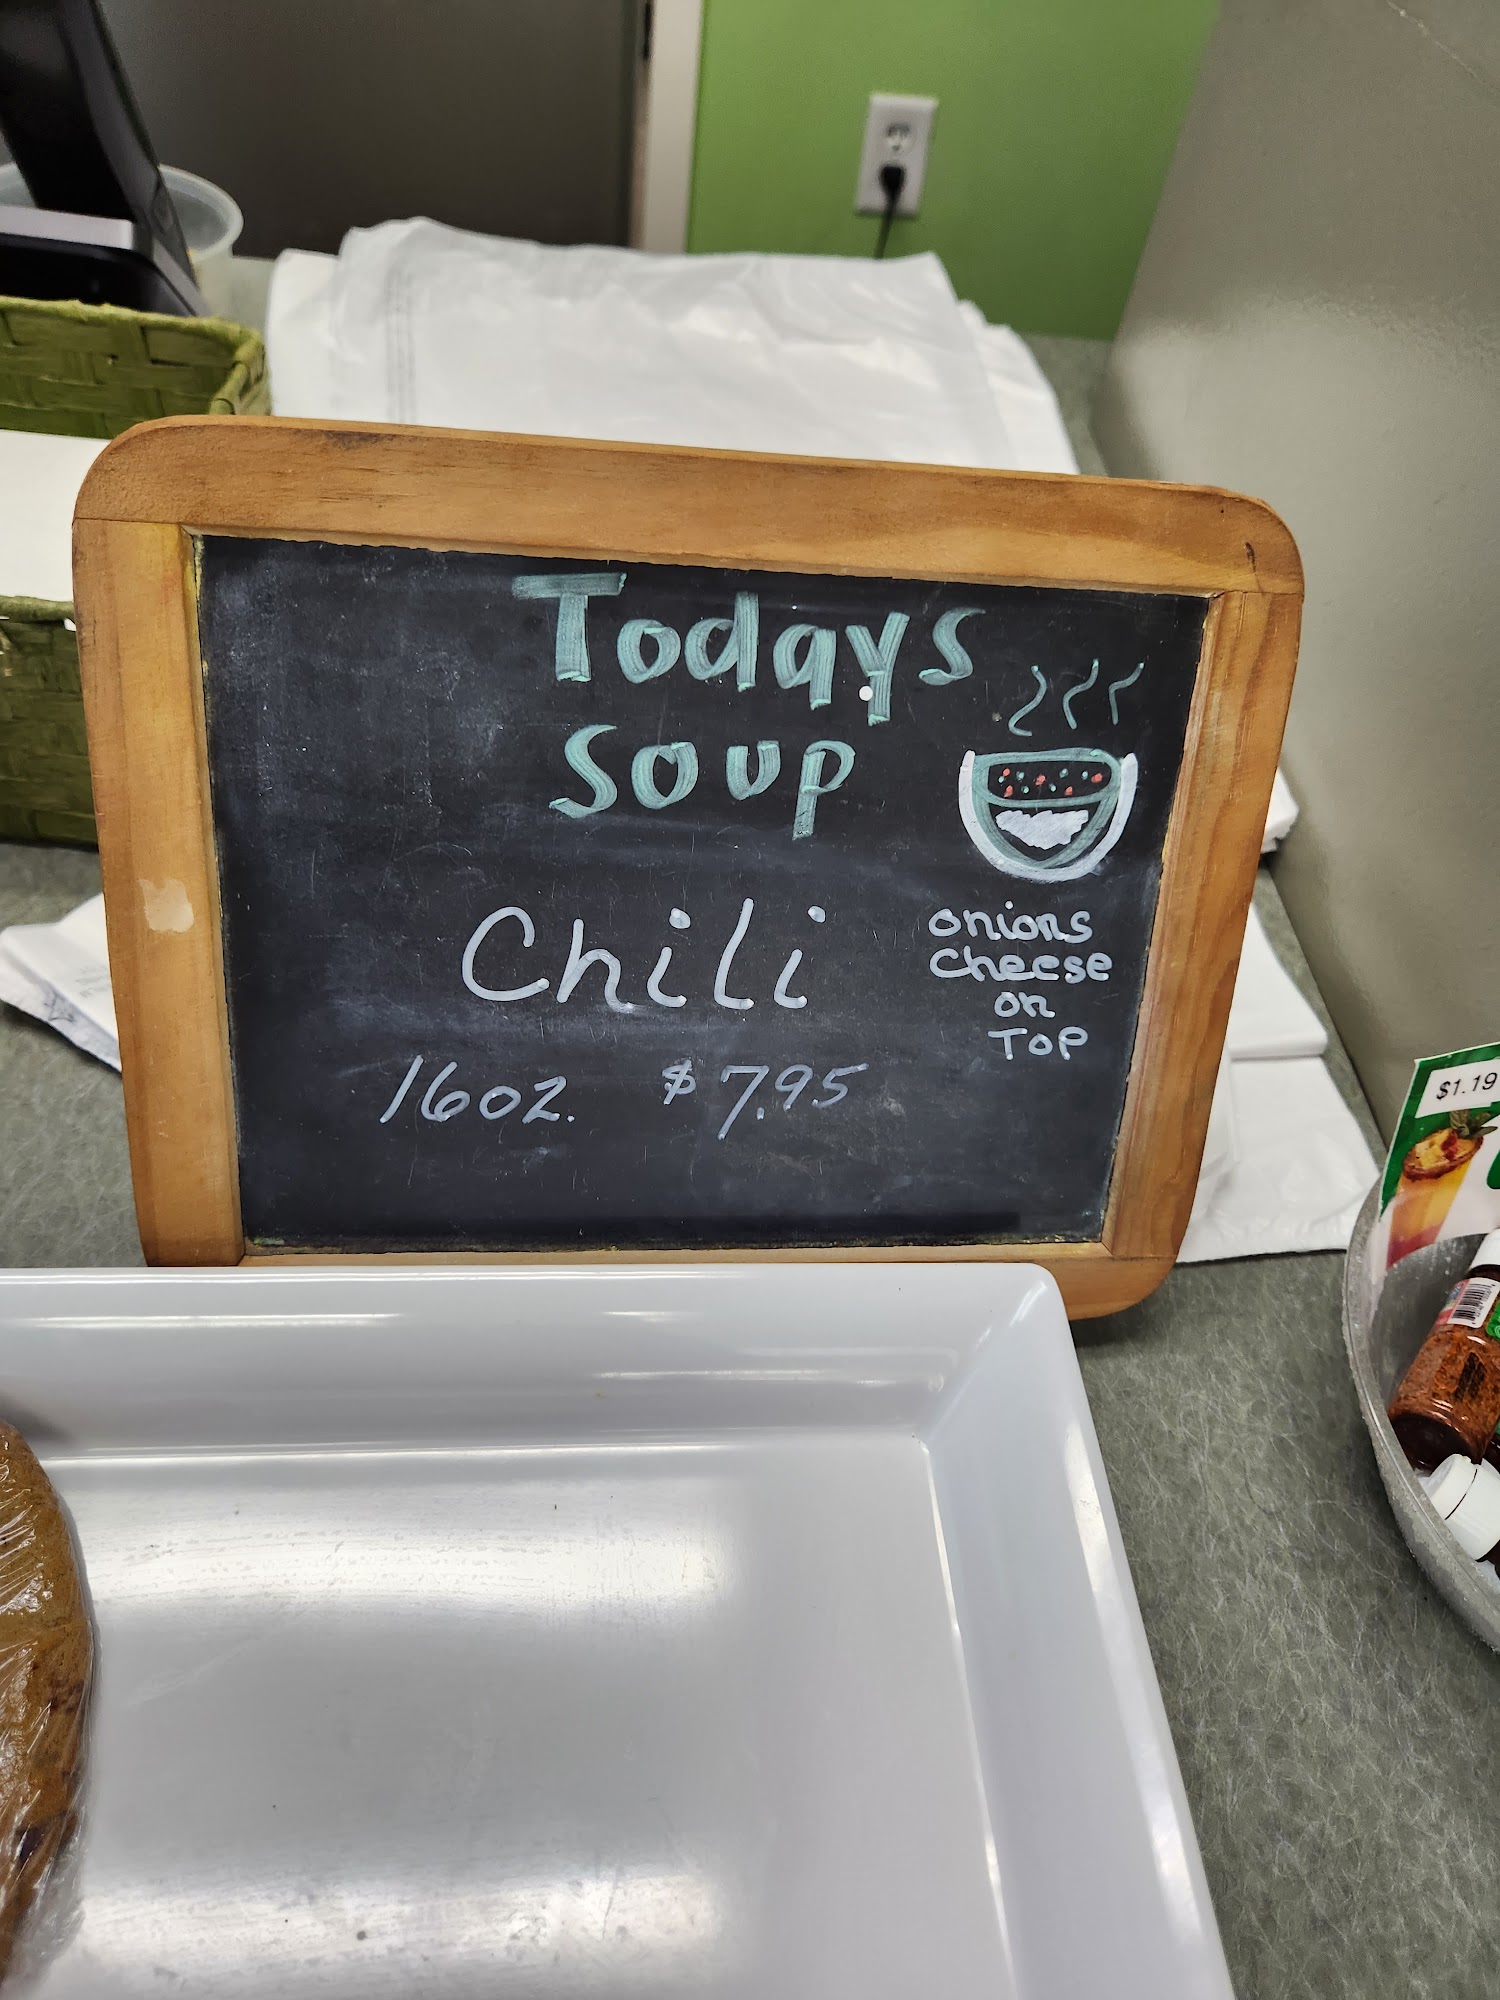 Todays
Soup
Chili
16oz. $7.95
onions
cheese
on
TOP
$1.19